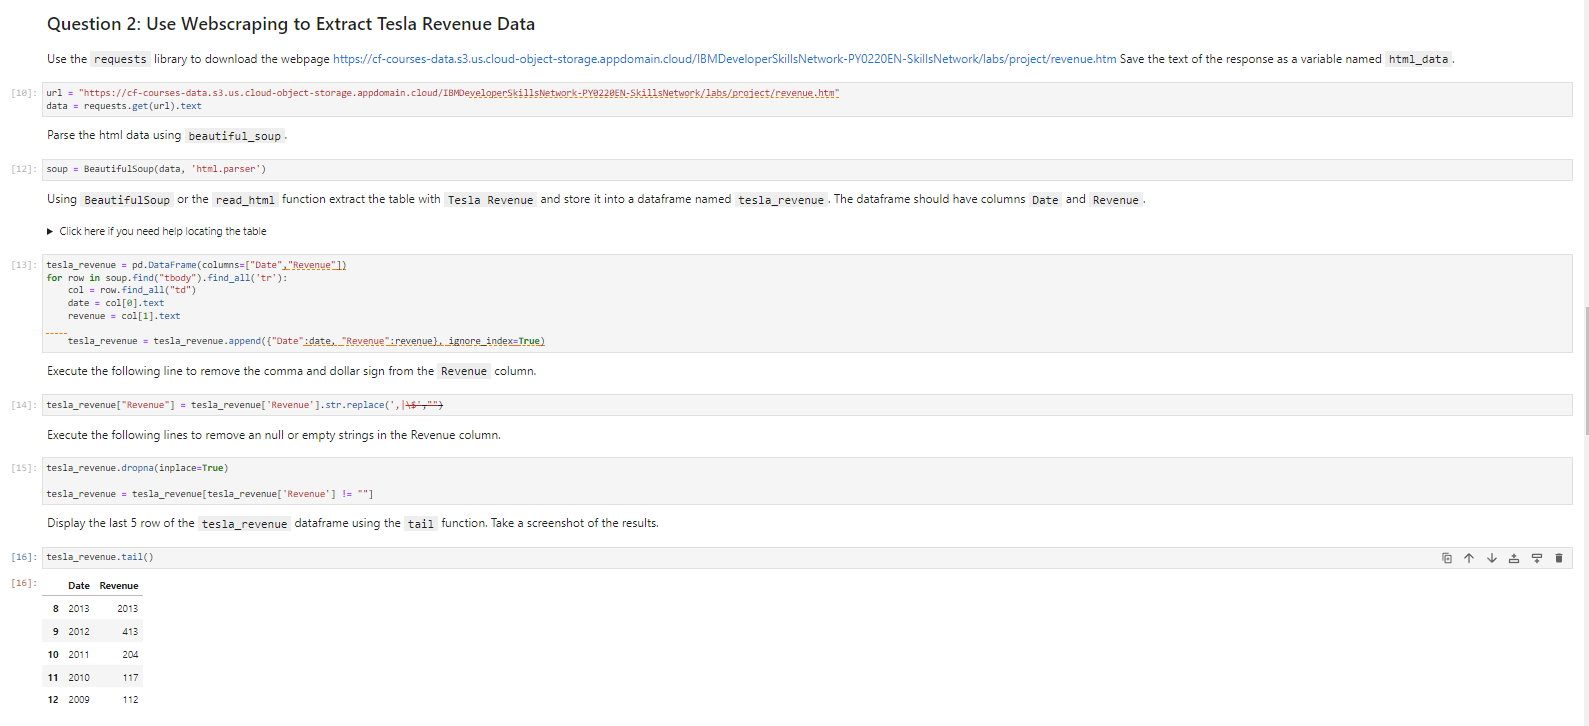 Question 2: Use Webscraping to Extract Tesla Revenue Data
Use the requests library to download the webpage https://cf-courses-data.s3.us.cloud-object-storage.appdomain.cloud/IBMDeveloperSkillsNetwork-PY0220EN-SkillsNetwork/labs/project/revenue.htm Save the text of the response as a variable named html_data.
[10]: url = "https://cf-courses-data.s3.us.cloud-object-storage.appdomain.cloud/IBMDeveloperSkillsNetwork-PY0220EN-SkillsNetwork/labs/project/revenue.htm"
data = requests.get(url).text
Parse the html data using beautiful_soup.
[12]: soup = BeautifulSoup(data, 'html.parser')
Using BeautifulSoup or the read_html function extract the table with Tesla Revenue and store it into a dataframe named tesla_revenue. The dataframe should have columns Date and Revenue.
▶ Click here if you need help locating the table
[13]: tesla_revenue = pd.DataFrame(columns=["Date","Revenue"])
for row in soup.find("tbody").find_all('tr'):
    col = row.find_all("td")
    date = col[0].text
    revenue = col[1].text
    tesla_revenue = tesla_revenue.append({"Date":date, "Revenue":revenue}, ignore_index=True)
Execute the following line to remove the comma and dollar sign from the Revenue column.
[14]: tesla_revenue["Revenue"] = tesla_revenue['Revenue'].str.replace(',|\$',"")
Execute the following lines to remove an null or empty strings in the Revenue column.
[15]: tesla_revenue.dropna(inplace=True)
tesla_revenue = tesla_revenue[tesla_revenue['Revenue'] != ""]
Display the last 5 row of the tesla_revenue dataframe using the tail function. Take a screenshot of the results.
[16]: tesla_revenue.tail()
[16]: Date Revenue
8 2013 2013
9 2012 413
10 2011 204
11 2010 117
12 2009 112